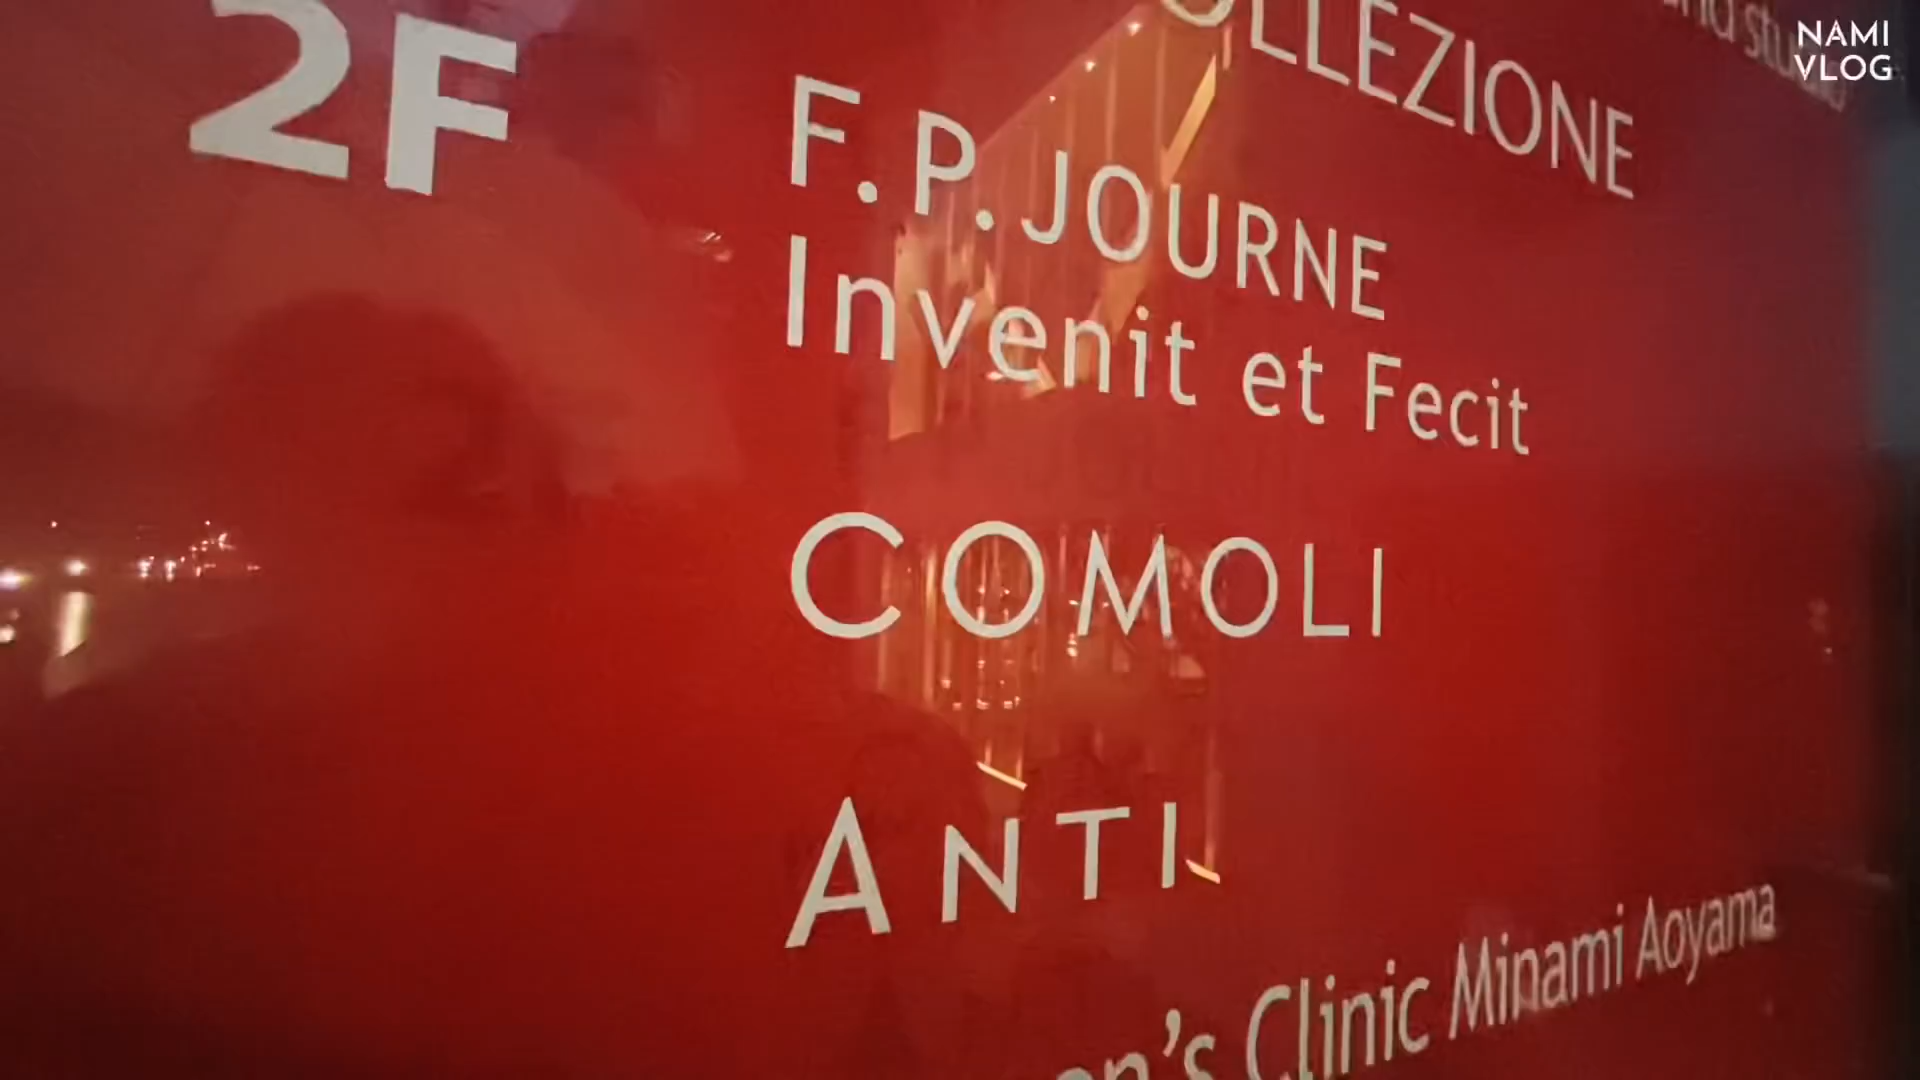 NAMI
VLOG
2F
F.P.JOURNE
Invenit et Fecit
COMOLI
ANTI
Clinic Minami Aoyama